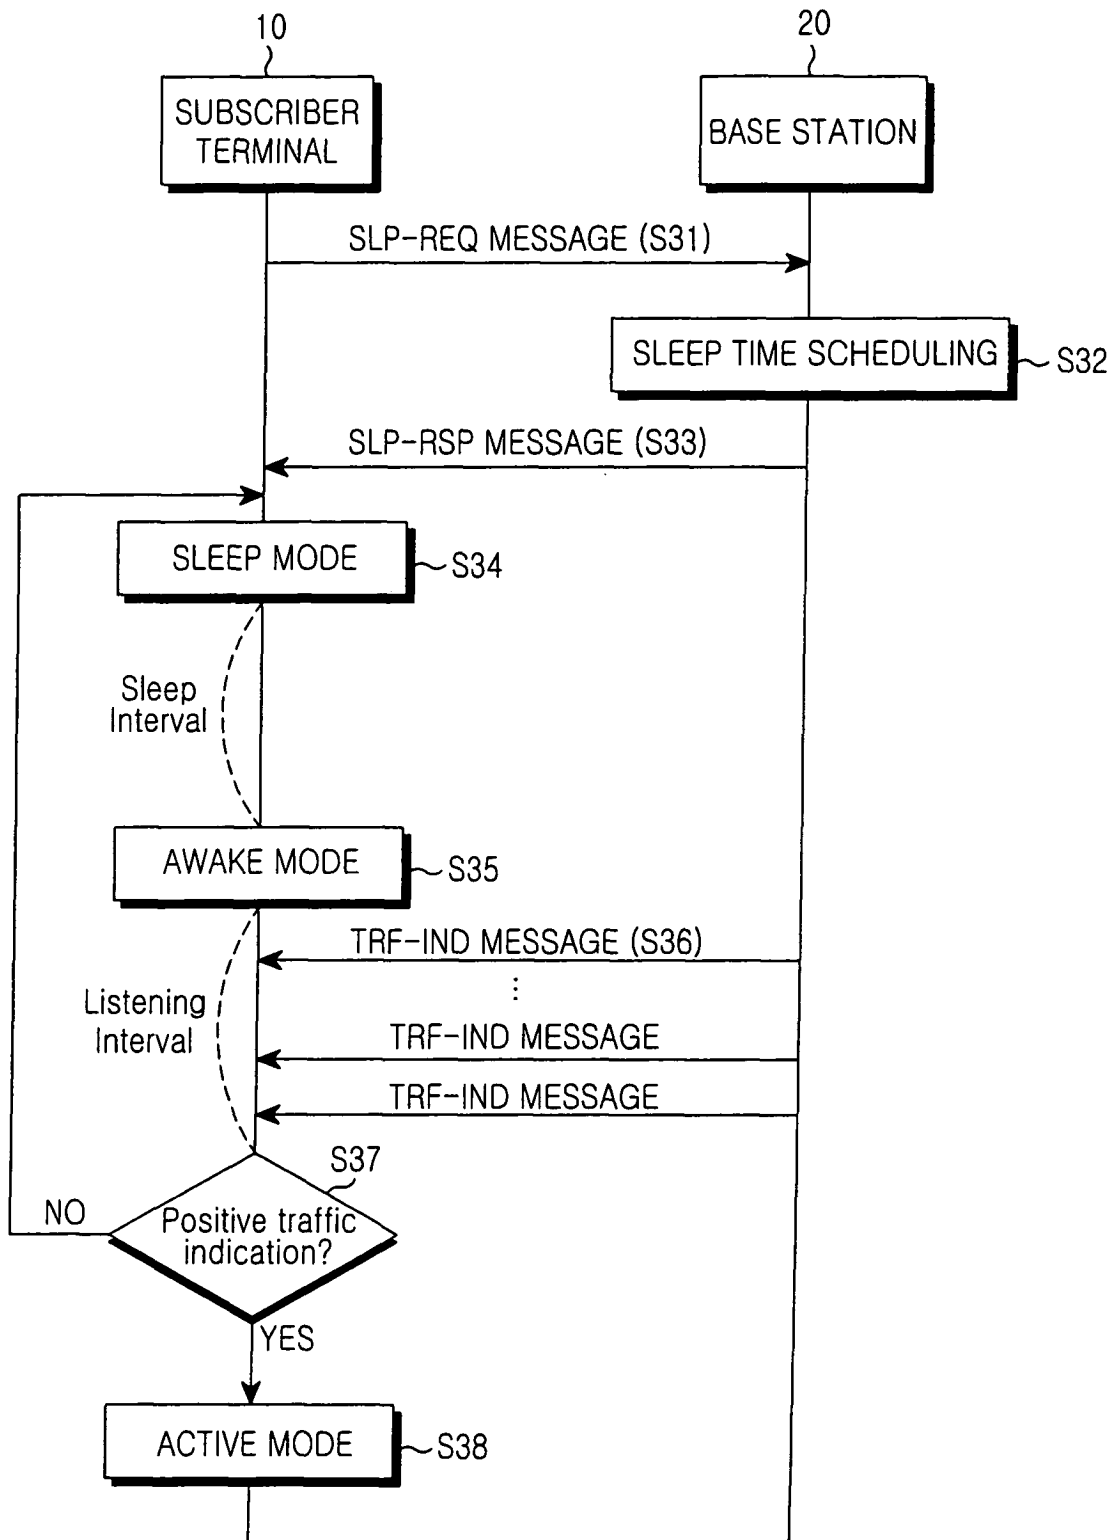 10
20
SUBSCRIBER
TERMINAL
BASE STATION
SLP-REQ MESSAGE (S31)
SLEEP TIME SCHEDULING
S32
SLP-RSP MESSAGE (S33)
SLEEP MODE
S34
Sleep
Interval
AWAKE MODE
S35
TRF-IND MESSAGE (S36)
⋮
Listening
Interval
TRF-IND MESSAGE
TRF-IND MESSAGE
S37
NO
Positive traffic
indication?
YES
ACTIVE MODE
S38